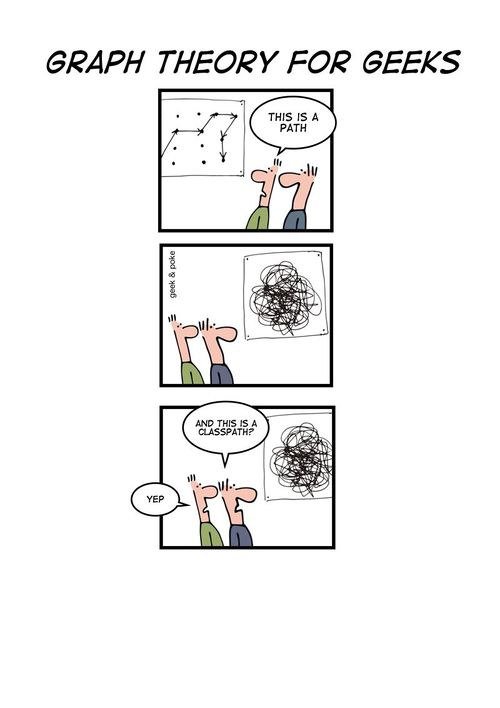 GRAPH THEORY FOR GEEKS
THIS IS A
PATH
geek & poke
AND THIS IS A
CLASSPATH?
YEP